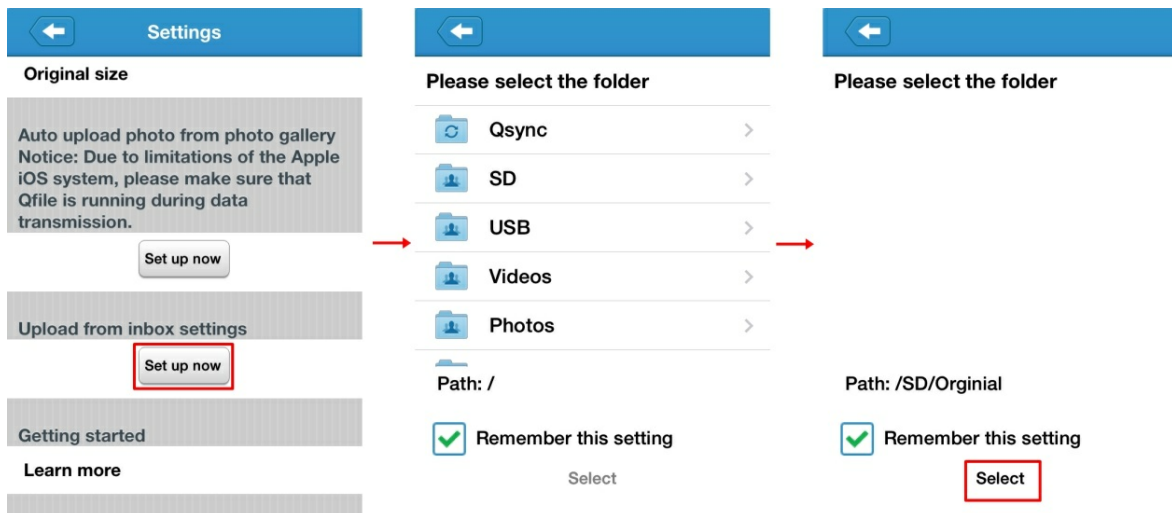 Settings
Original size
Auto upload photo from photo gallery
Notice: Due to limitations of the Apple
iOS system, please make sure that
Qfile is running during data
transmission.
Set up now
Upload from inbox settings
Set up now
Getting started
Learn more
Please select the folder
Qsync
SD
USB
Videos
Photos
Path: /
Remember this setting
Select
Please select the folder
Path: /SD/Orginial
Remember this setting
Select